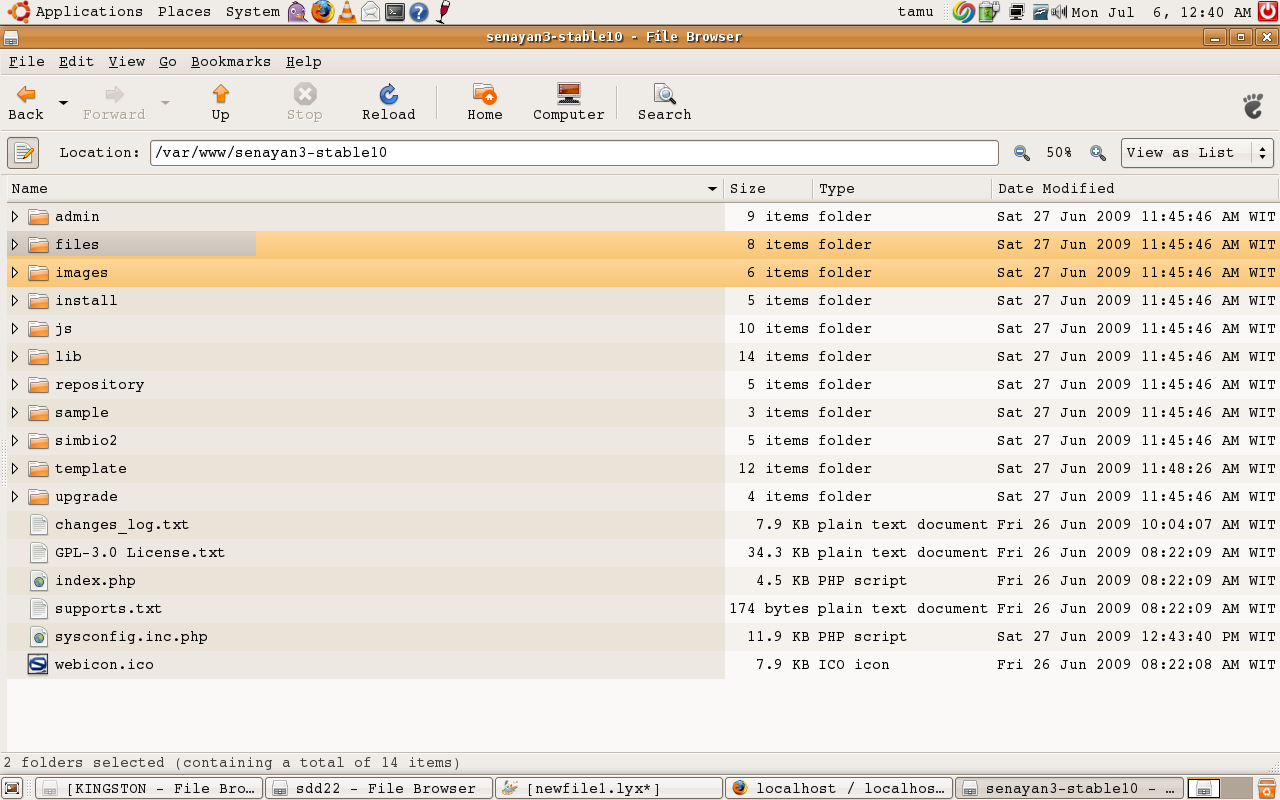 Applications Places System tamu Mon Jul 6, 12:40 AM
senayan3-stable10 - File Browser
File Edit View Go Bookmarks Help
Back Forward Up Stop Reload Home Computer Search
Location: /var/www/senayan3-stable10 50% View as List
Name Size Type Date Modified
admin 9 items folder Sat 27 Jun 2009 11:45:46 AM WIT
files 8 items folder Sat 27 Jun 2009 11:45:46 AM WIT
images 6 items folder Sat 27 Jun 2009 11:45:46 AM WIT
install 5 items folder Sat 27 Jun 2009 11:45:46 AM WIT
js 10 items folder Sat 27 Jun 2009 11:45:46 AM WIT
lib 14 items folder Sat 27 Jun 2009 11:45:46 AM WIT
repository 5 items folder Sat 27 Jun 2009 11:45:46 AM WIT
sample 3 items folder Sat 27 Jun 2009 11:45:46 AM WIT
simbio2 5 items folder Sat 27 Jun 2009 11:45:46 AM WIT
template 12 items folder Sat 27 Jun 2009 11:48:26 AM WIT
upgrade 4 items folder Sat 27 Jun 2009 11:45:46 AM WIT
changes_log.txt 7.9 KB plain text document Fri 26 Jun 2009 10:04:07 AM WIT
GPL-3.0 License.txt 34.3 KB plain text document Fri 26 Jun 2009 08:22:09 AM WIT
index.php 4.5 KB PHP script Fri 26 Jun 2009 08:22:09 AM WIT
supports.txt 174 bytes plain text document Fri 26 Jun 2009 08:22:09 AM WIT
sysconfig.inc.php 11.9 KB PHP script Sat 27 Jun 2009 12:43:40 PM WIT
webicon.ico 7.9 KB ICO icon Fri 26 Jun 2009 08:22:08 AM WIT
2 folders selected (containing a total of 14 items)
[KINGSTON - File Bro... sdd22 - File Browser [newfile1.lyx*] localhost / localhos... senayan3-stable10 - ...